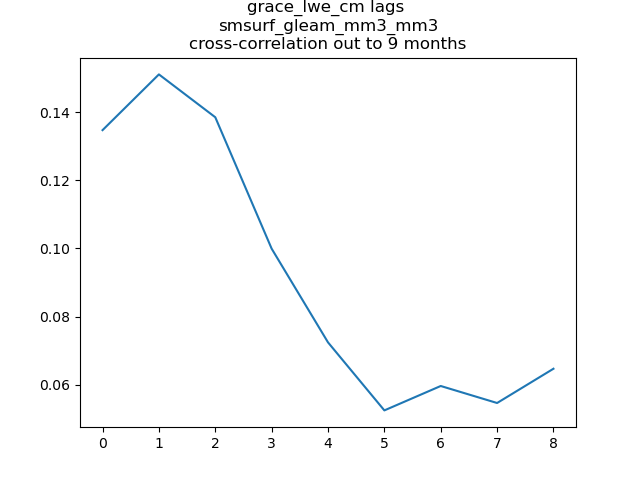 grace_lwe_cm lags
smsurf_gleam_mm3_mm3
cross-correlation out to 9 months
0.14
0.12
0.10
0.08
0.06
0 1 2 3 4 5 6 7 8